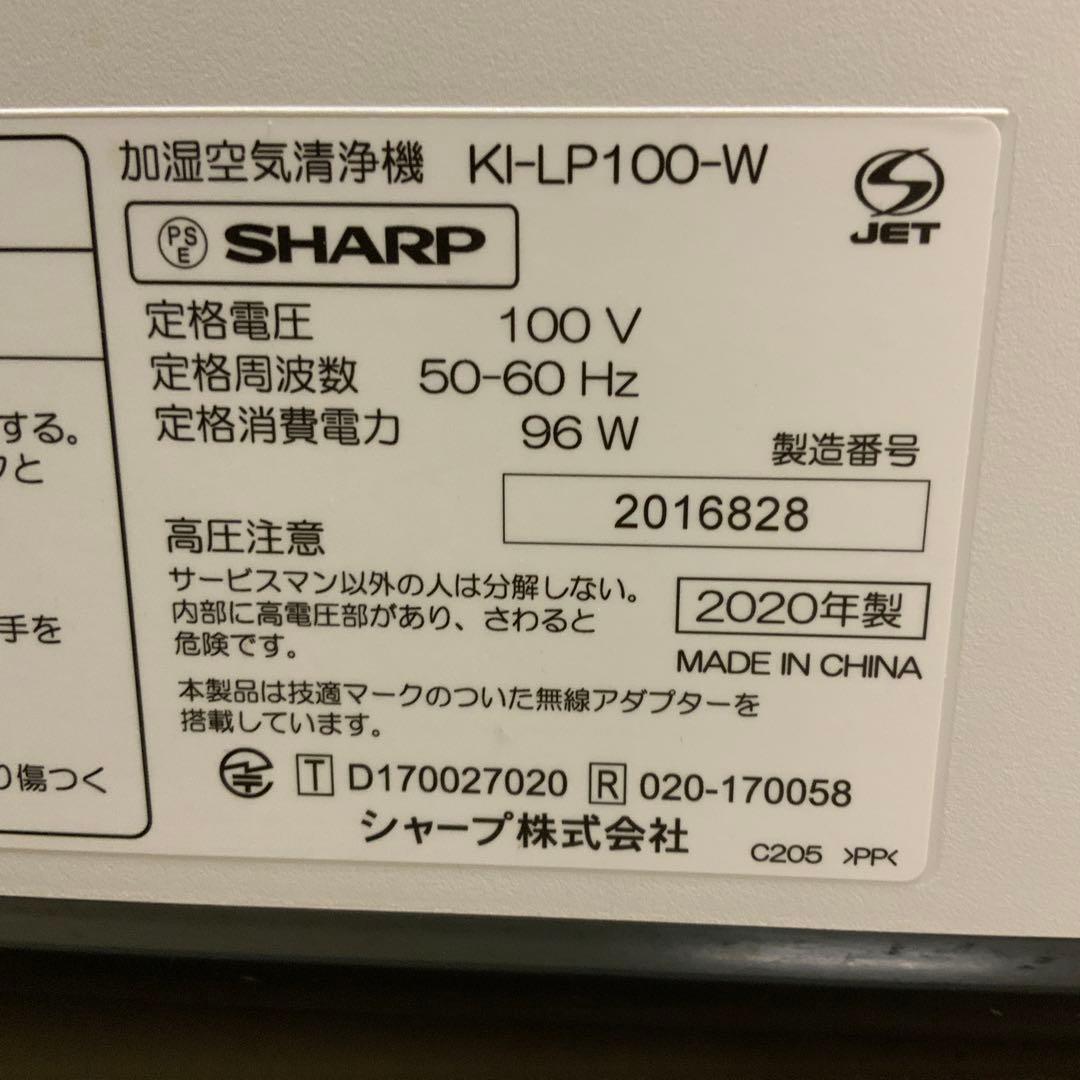 加湿空気清浄機 KI-LP100-W
JET
PSE SHARP
定格電圧 100 V
定格周波数 50-60 Hz
定格消費電力 96 W
製造番号
2016828
高圧注意
サービスマン以外の人は分解しない。
内部に高電圧部があり、さわると
危険です。
2020年製
MADE IN CHINA
本製品は技適マークのついた無線アダプターを
搭載しています。
T D170027020 R 020-170058
シャープ株式会社
C205 >PP<
する。
と
手を
傷つく